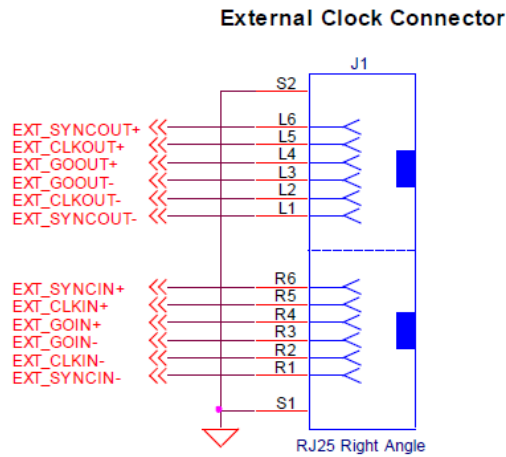 External Clock Connector
J1
S2
EXT_SYNCOUT+ L6
EXT_CLKOUT+ L5
EXT_GOOUT+ L4
EXT_GOOUT- L3
EXT_CLKOUT- L2
EXT_SYNCOUT- L1
EXT_SYNCIN+ R6
EXT_CLKIN+ R5
EXT_GOIN+ R4
EXT_GOIN- R3
EXT_CLKIN- R2
EXT_SYNCIN- R1
S1
RJ25 Right Angle